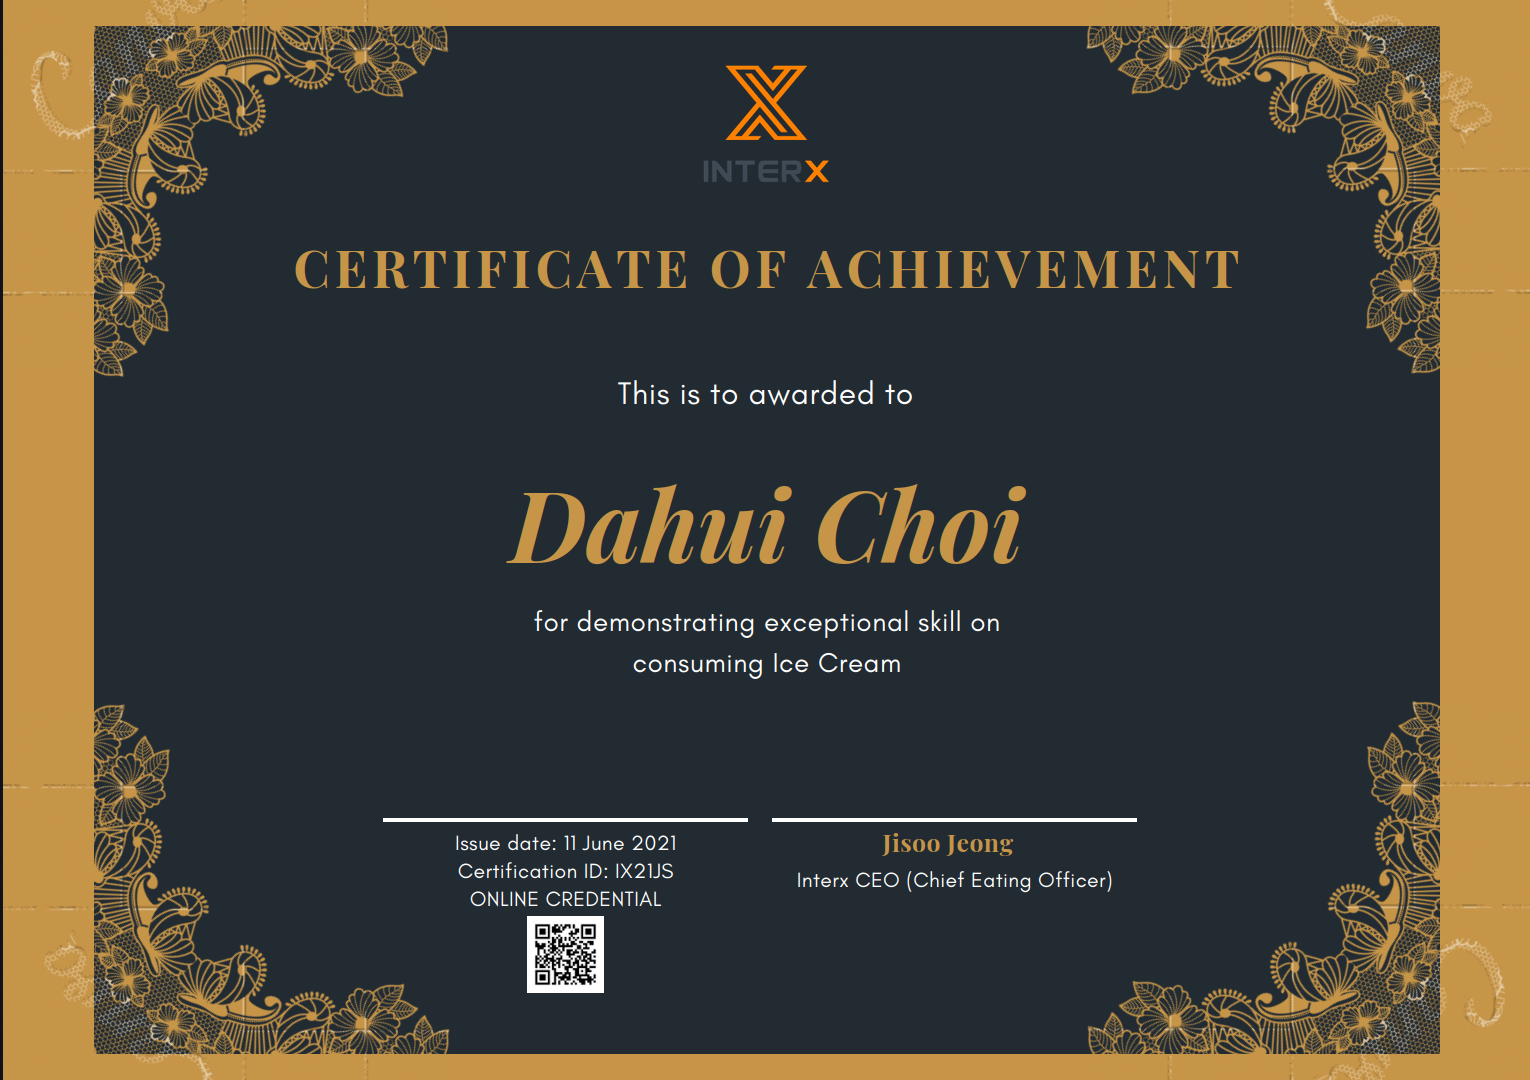 INTERX
CERTIFICATE OF ACHIEVEMENT
This is to awarded to
Dahui Choi
for demonstrating exceptional skill on
consuming Ice Cream
Issue date: 11 June 2021
Certification ID: IX21JS
ONLINE CREDENTIAL
Jisoo Jeong
Interx CEO (Chief Eating Officer)